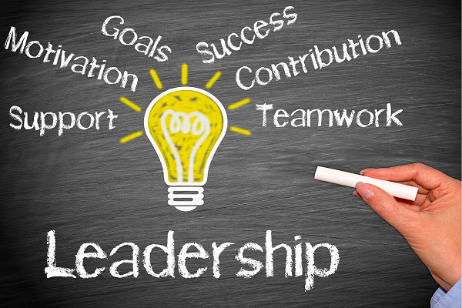 Support
Motivation
Goals
Success
Contribution
Teamwork
Leadership